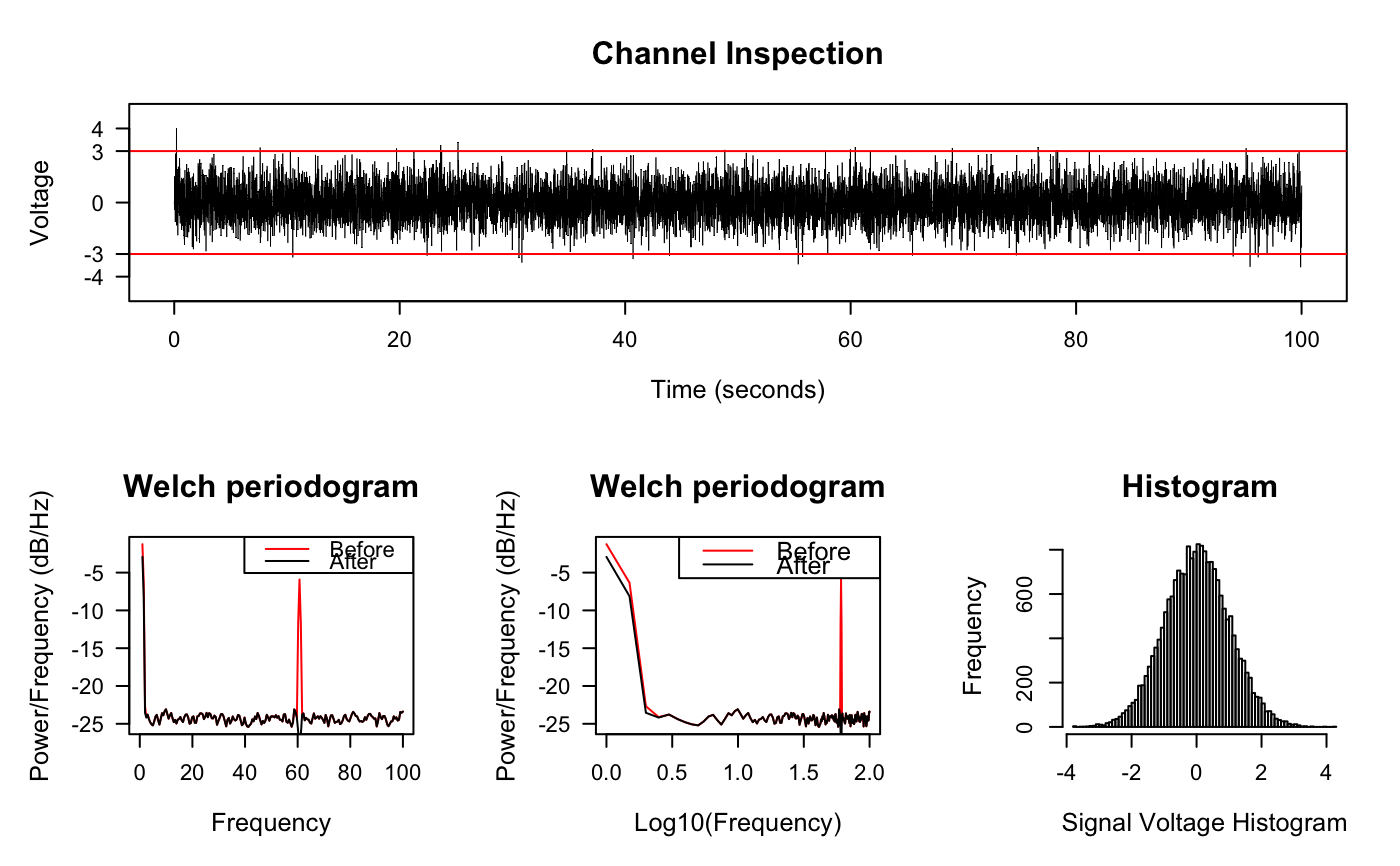 Channel Inspection
Voltage
4
3
0
-3
-4
0 20 40 60 80 100
Time (seconds)
Welch periodogram
Power/Frequency (dB/Hz)
Before
After
-5
-10
-15
-20
-25
0 20 40 60 80 100
Frequency
Welch periodogram
Power/Frequency (dB/Hz)
Before
After
-5
-10
-15
-20
-25
0.0 0.5 1.0 1.5 2.0
Log10(Frequency)
Histogram
Frequency
600
200
0
-4 -2 0 2 4
Signal Voltage Histogram